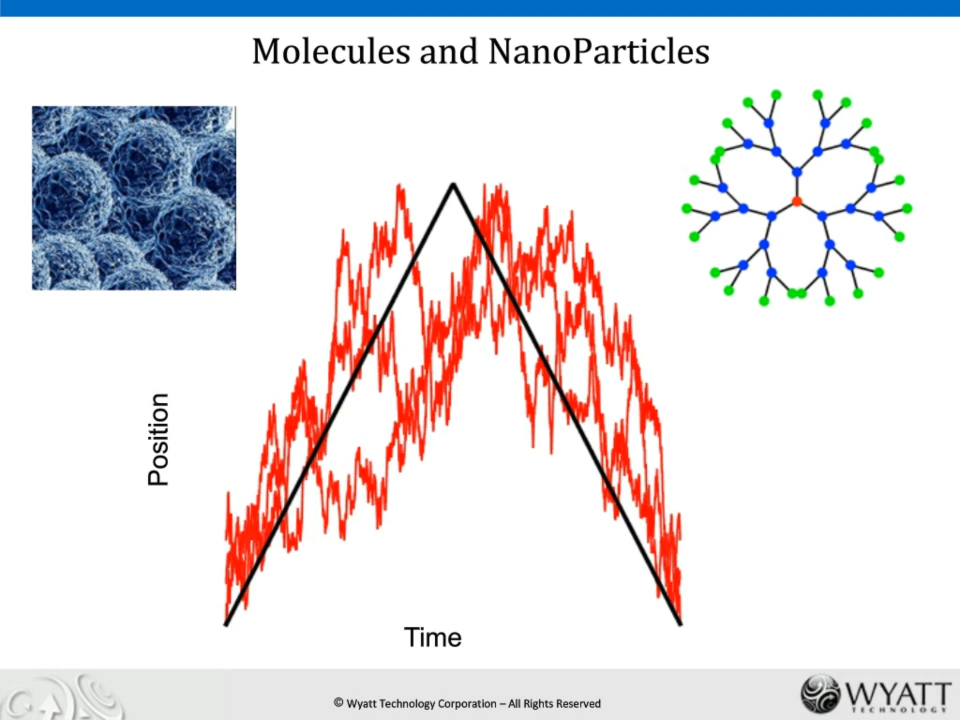 Molecules and NanoParticles
Position
Time
© Wyatt Technology Corporation – All Rights Reserved
WYATT
TECHNOLOGY